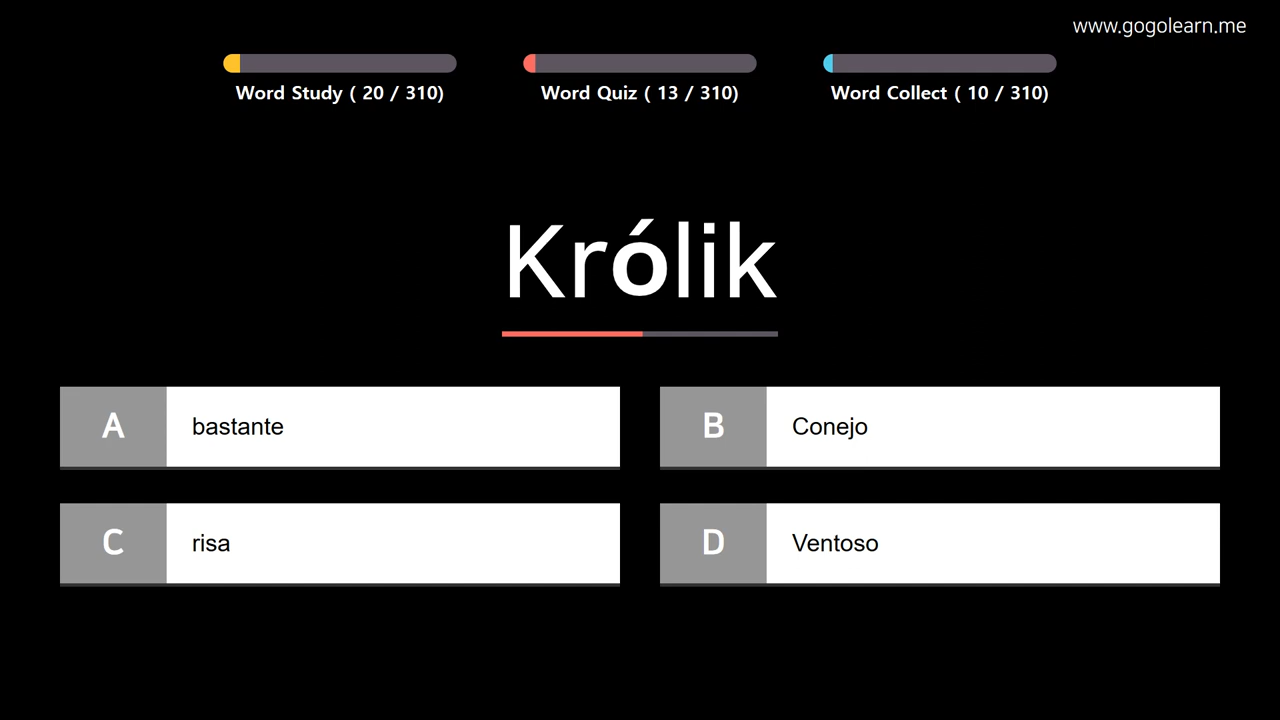 www.gogolearn.me
Word Study ( 20 / 310)
Word Quiz ( 13 / 310)
Word Collect ( 10 / 310)
Królik
A bastante
B Conejo
C risa
D Ventoso